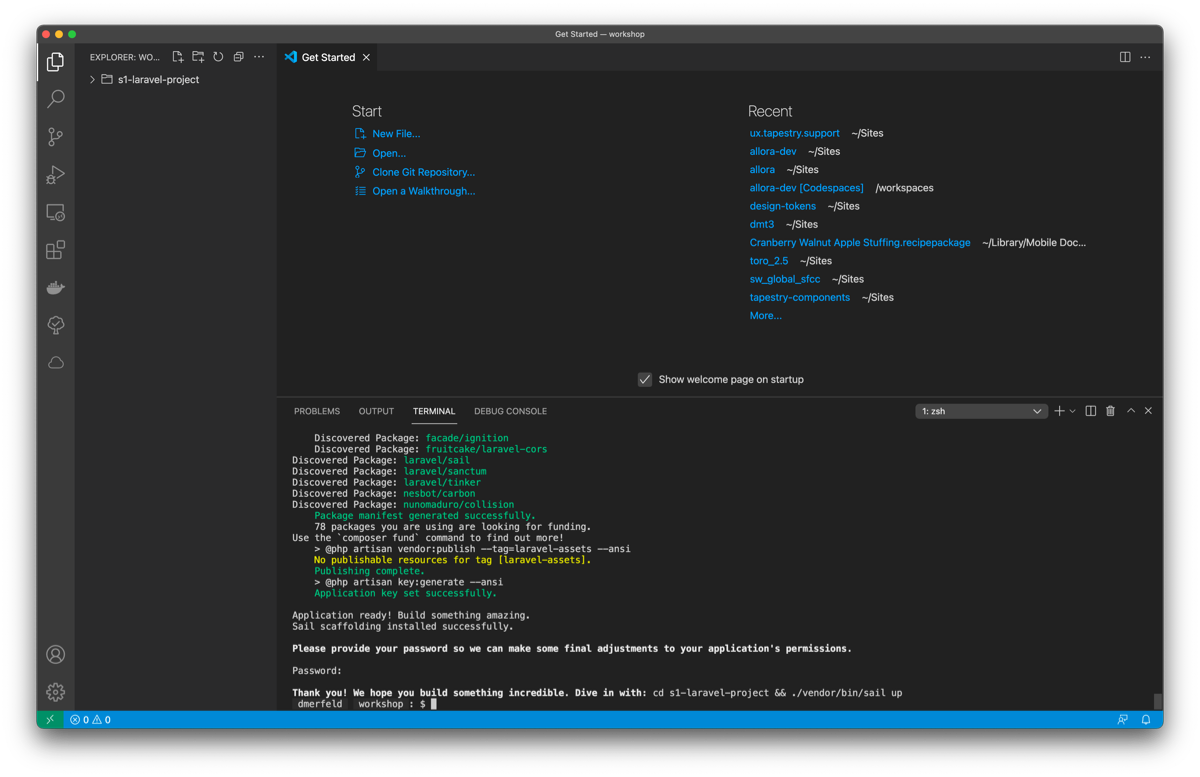 Get Started — workshop
EXPLORER: WO...
s1-laravel-project
Get Started
Start
New File...
Open...
Clone Git Repository...
Open a Walkthrough...
Recent
ux.tapestry.support ~/Sites
allora-dev ~/Sites
allora ~/Sites
allora-dev [Codespaces] /workspaces
design-tokens ~/Sites
dmt3 ~/Sites
Cranberry Walnut Apple Stuffing.recipepackage ~/Library/Mobile Doc...
toro_2.5 ~/Sites
sw_global_sfcc ~/Sites
tapestry-components ~/Sites
More...
Show welcome page on startup
PROBLEMS OUTPUT TERMINAL DEBUG CONSOLE 1: zsh
Discovered Package: facade/ignition
Discovered Package: fruitcake/laravel-cors
Discovered Package: laravel/sail
Discovered Package: laravel/sanctum
Discovered Package: laravel/tinker
Discovered Package: nesbot/carbon
Discovered Package: nunomaduro/collision
Package manifest generated successfully.
78 packages you are using are looking for funding.
Use the `composer fund` command to find out more!
> @php artisan vendor:publish --tag=laravel-assets --ansi
No publishable resources for tag [laravel-assets].
Publishing complete.
> @php artisan key:generate --ansi
Application key set successfully.
Application ready! Build something amazing.
Sail scaffolding installed successfully.
Please provide your password so we can make some final adjustments to your application's permissions.
Password:
Thank you! We hope you build something incredible. Dive in with: cd s1-laravel-project && ./vendor/bin/sail up
dmerfeld workshop : $
0 0